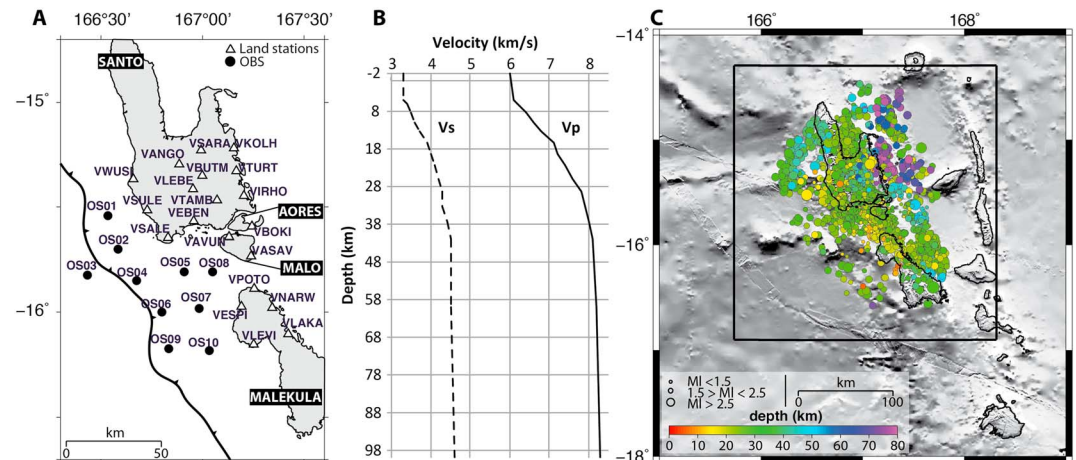 A
166°30'
167°00'
167°30'
−15°
−16°
△ Land stations
● OBS
SANTO
VSARA
VKOLH
VANGO
VBUTM
VTURT
VWUSI
VLEBE
VIRHO
VSULE
VTAMB
OS01
VEBEN
AORES
OS02
VSALE
VAVUN
VBOKI
VASAV
OS03
OS04
OS05
OS08
MALO
VPOTO
OS06
OS07
VNARW
VESPI
VLAKA
OS09
OS10
VLEVI
MALEKULA
km
0
50
B
Velocity (km/s)
3 4 5 6 7 8
Depth (km)
-2
8
18
28
38
48
58
68
78
88
98
Vs
Vp
C
166°
168°
−14°
−16°
−18°
Ml <1.5
1.5 > Ml < 2.5
Ml > 2.5
km
0
100
depth (km)
0 10 20 30 40 50 60 70 80